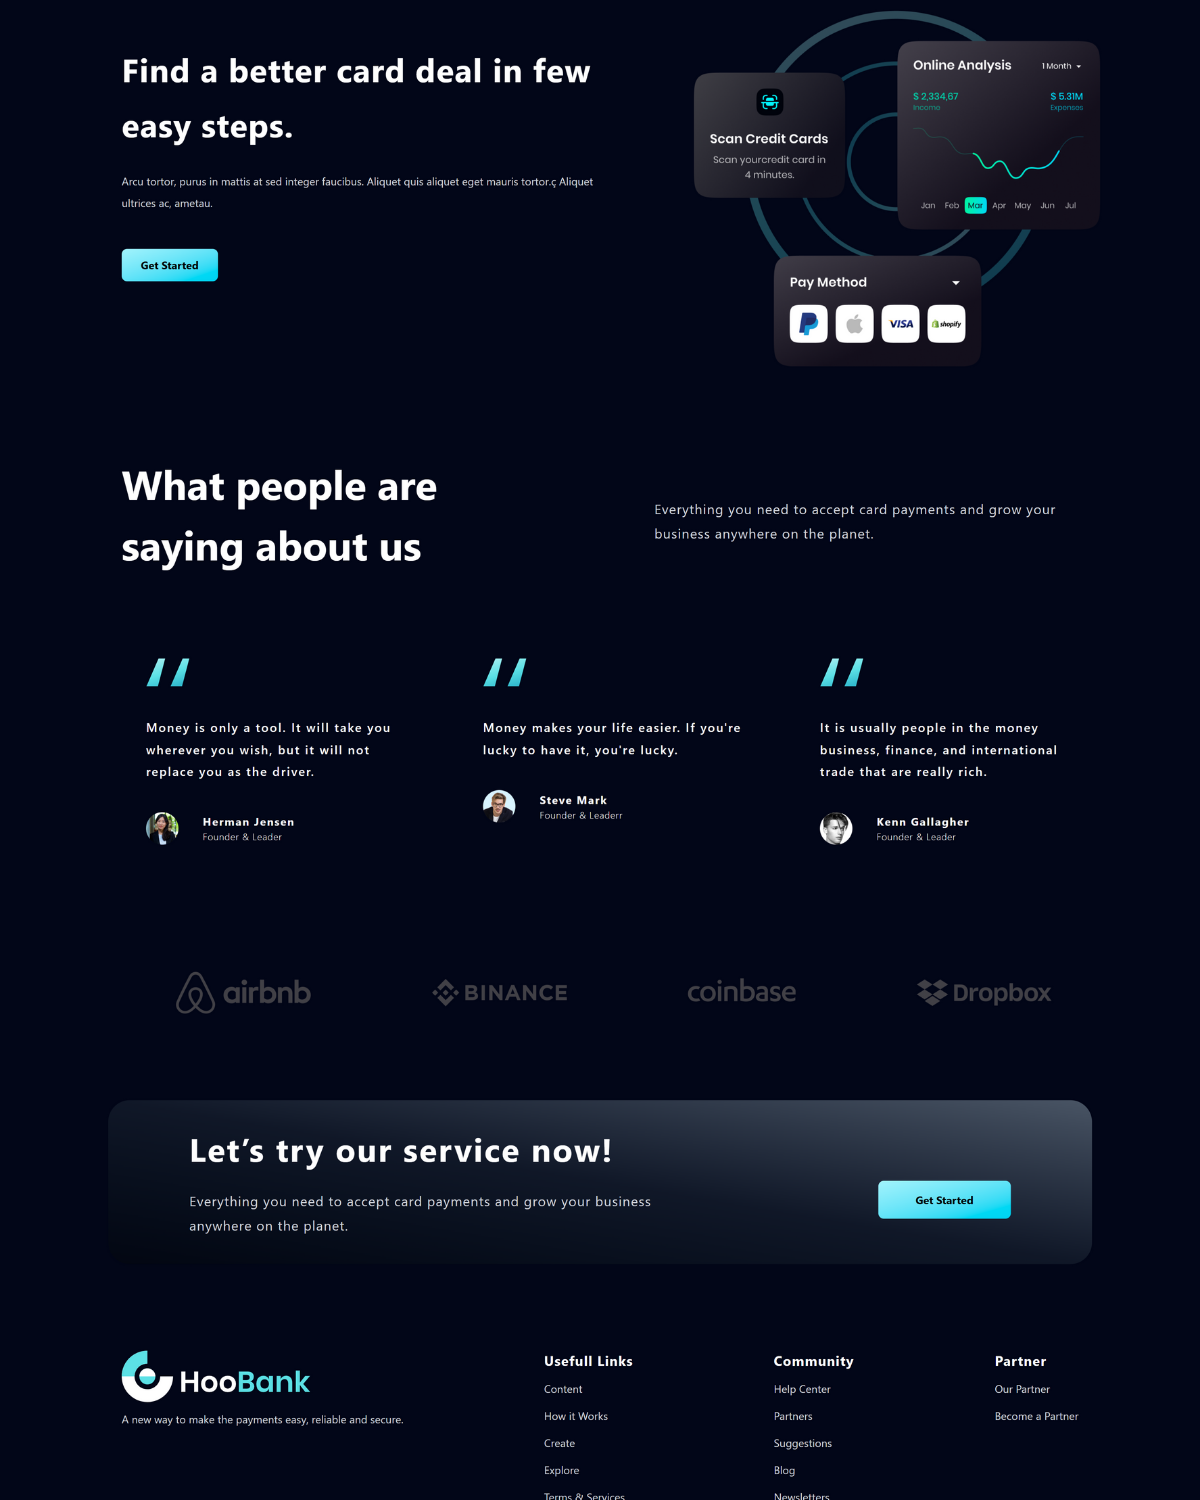 Find a better card deal in few
easy steps.
Arcu tortor, purus in mattis at sed integer faucibus. Aliquet quis aliquet eget mauris tortor.ç Aliquet
ultrices ac, ametau.
Get Started
Scan Credit Cards
Scan yourcredit card in
4 minutes.
Online Analysis
1 Month
$ 2,334,67
$ 5.31M
Income
Expenses
Jan Feb Mar Apr May Jun Jul
Pay Method
VISA
shopify
What people are
saying about us
Everything you need to accept card payments and grow your
business anywhere on the planet.
Money is only a tool. It will take you
wherever you wish, but it will not
replace you as the driver.
Herman Jensen
Founder & Leader
Money makes your life easier. If you're
lucky to have it, you're lucky.
Steve Mark
Founder & Leaderr
It is usually people in the money
business, finance, and international
trade that are really rich.
Kenn Gallagher
Founder & Leader
airbnb
BINANCE
coinbase
Dropbox
Let’s try our service now!
Everything you need to accept card payments and grow your business
anywhere on the planet.
Get Started
HooBank
A new way to make the payments easy, reliable and secure.
Usefull Links
Content
How it Works
Create
Explore
Terms & Services
Community
Help Center
Partners
Suggestions
Blog
Newsletters
Partner
Our Partner
Become a Partner